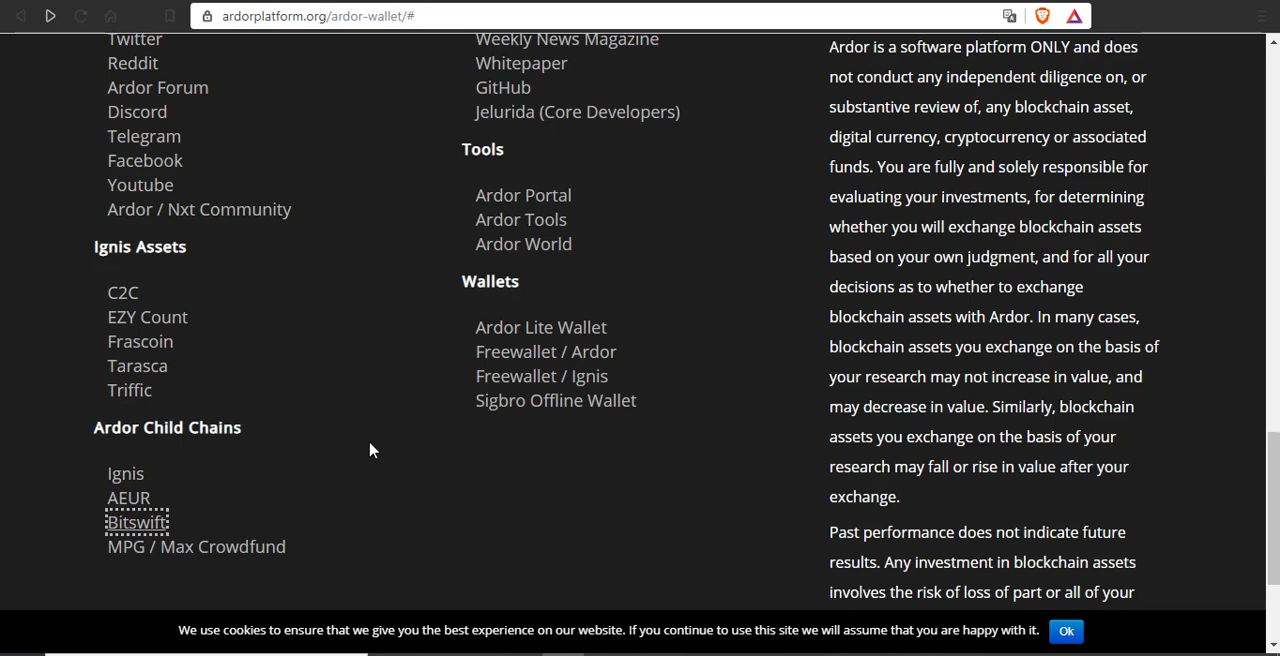 ardorplatform.org/ardor-wallet/#
Twitter
Reddit
Ardor Forum
Discord
Telegram
Facebook
Youtube
Ardor / Nxt Community
Ignis Assets
C2C
EZY Count
Frascoin
Tarasca
Triffic
Ardor Child Chains
Ignis
AEUR
Bitswift
MPG / Max Crowdfund
Weekly News Magazine
Whitepaper
GitHub
Jelurida (Core Developers)
Tools
Ardor Portal
Ardor Tools
Ardor World
Wallets
Ardor Lite Wallet
Freewallet / Ardor
Freewallet / Ignis
Sigbro Offline Wallet
Ardor is a software platform ONLY and does
not conduct any independent diligence on, or
substantive review of, any blockchain asset,
digital currency, cryptocurrency or associated
funds. You are fully and solely responsible for
evaluating your investments, for determining
whether you will exchange blockchain assets
based on your own judgment, and for all your
decisions as to whether to exchange
blockchain assets with Ardor. In many cases,
blockchain assets you exchange on the basis of
your research may not increase in value, and
may decrease in value. Similarly, blockchain
assets you exchange on the basis of your
research may fall or rise in value after your
exchange.
Past performance does not indicate future
results. Any investment in blockchain assets
involves the risk of loss of part or all of your
We use cookies to ensure that we give you the best experience on our website. If you continue to use this site we will assume that you are happy with it.
Ok